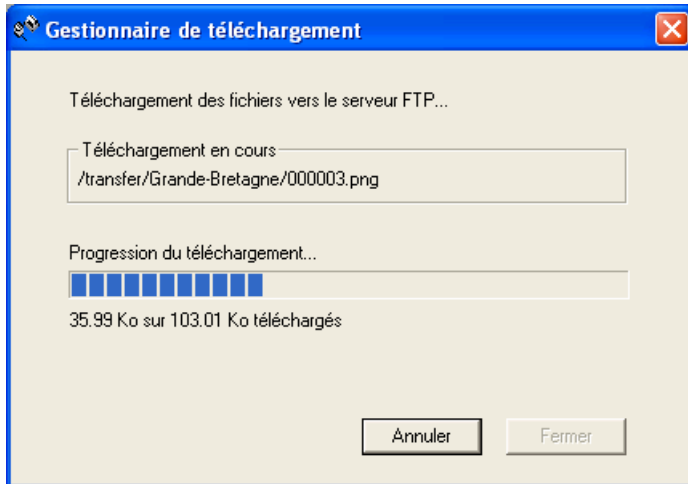 Gestionnaire de téléchargement
Téléchargement des fichiers vers le serveur FTP...
Téléchargement en cours
/transfer/Grande-Bretagne/000003.png
Progression du téléchargement...
35.99 Ko sur 103.01 Ko téléchargés
Annuler Fermer